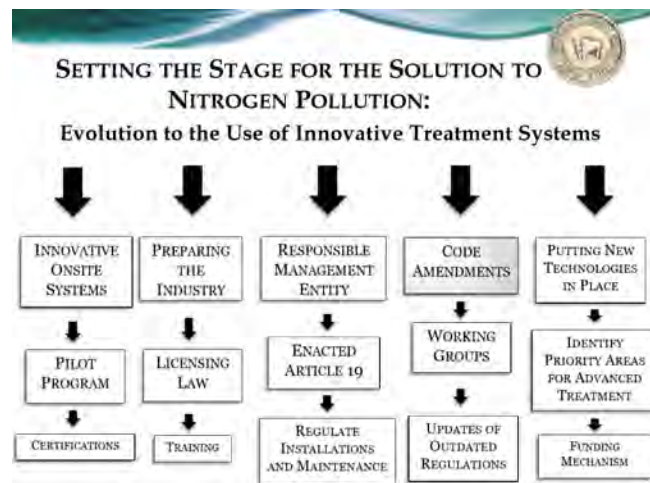 SETTING THE STAGE FOR THE SOLUTION TO
NITROGEN POLLUTION:
Evolution to the Use of Innovative Treatment Systems
INNOVATIVE
ONSITE
SYSTEMS
PILOT
PROGRAM
CERTIFICATIONS
PREPARING
THE
INDUSTRY
LICENSING
LAW
TRAINING
RESPONSIBLE
MANAGEMENT
ENTITY
ENACTED
ARTICLE 19
REGULATE
INSTALLATIONS
AND MAINTENANCE
CODE
AMENDMENTS
WORKING
GROUPS
UPDATES OF
OUTDATED
REGULATIONS
PUTTING NEW
TECHNOLOGIES
IN PLACE
IDENTIFY
PRIORITY AREAS
FOR ADVANCED
TREATMENT
FUNDING
MECHANISM